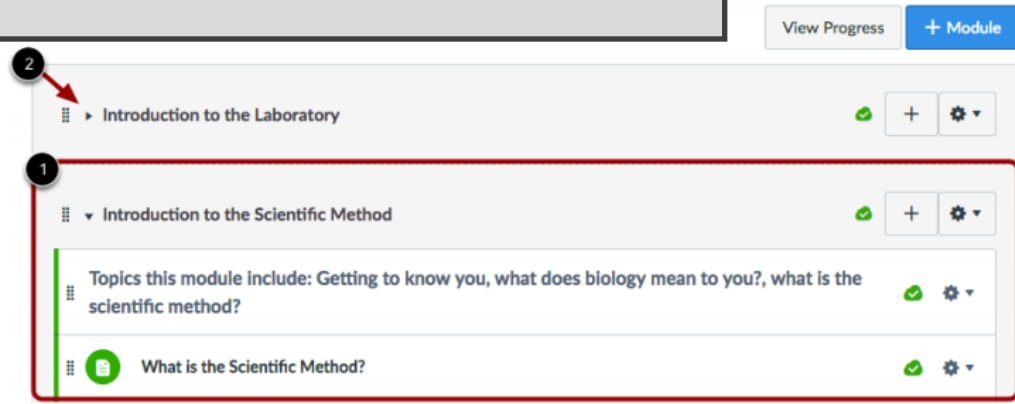 View Progress + Module
2
Introduction to the Laboratory
1
Introduction to the Scientific Method
Topics this module include: Getting to know you, what does biology mean to you?, what is the
scientific method?
What is the Scientific Method?